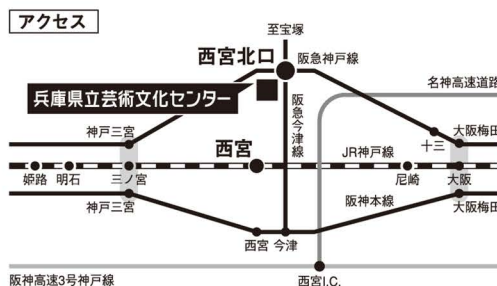 アクセス
至宝塚
西宮北口
阪急神戸線
兵庫県立芸術文化センター
名神高速道路
阪急今津線
神戸三宮
十三
大阪梅田
西宮
JR神戸線
姫路
明石
三ノ宮
尼崎
大阪
神戸三宮
阪神本線
大阪梅田
西宮
今津
阪神高速3号神戸線
西宮I.C.